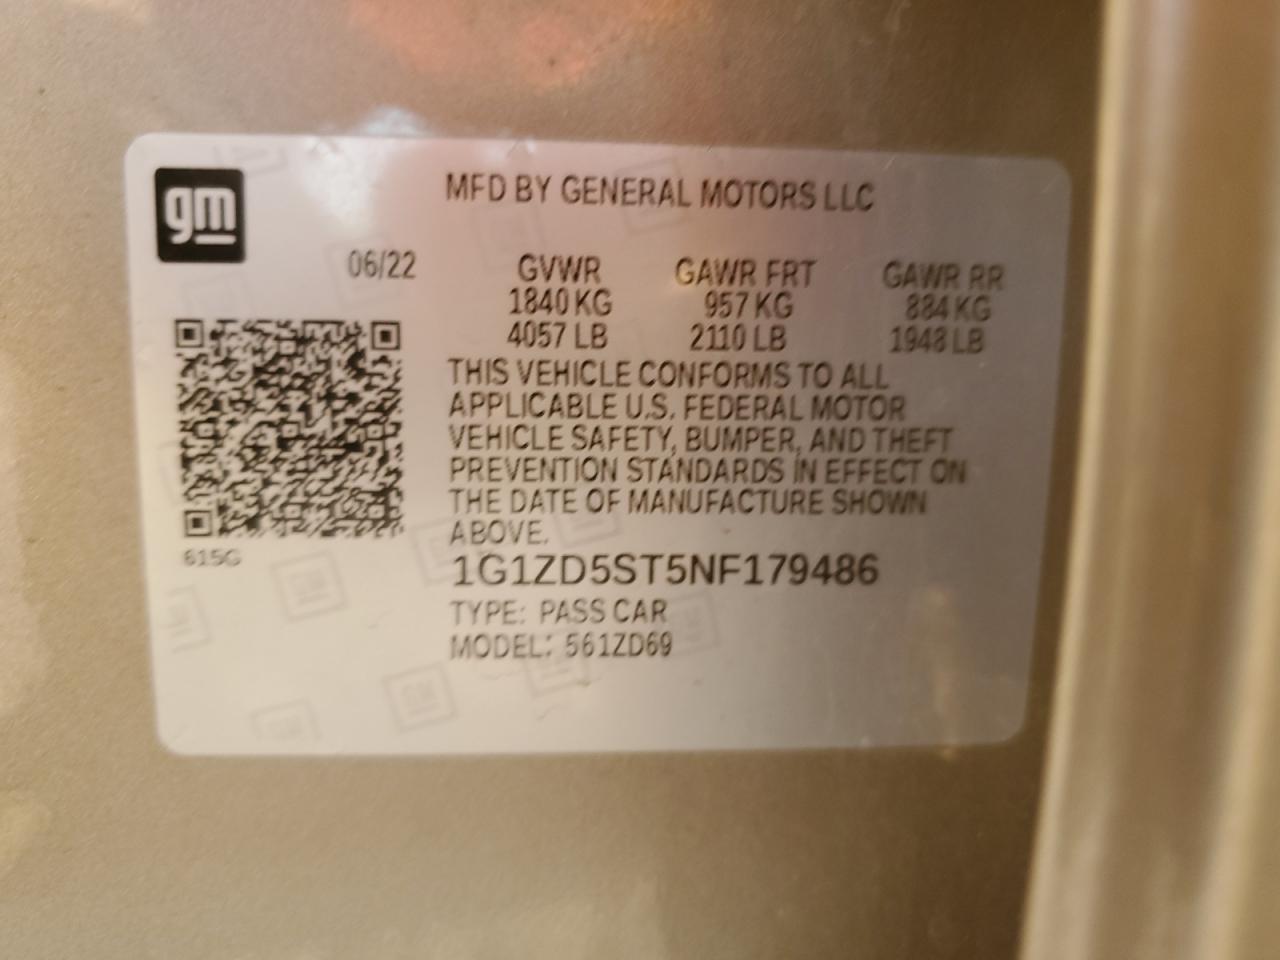 gm
MFD BY GENERAL MOTORS LLC
06/22 GVWR GAWR FRT GAWR RR
1840 KG 957 KG 884 KG
4057 LB 2110 LB 1948 LB
THIS VEHICLE CONFORMS TO ALL
APPLICABLE U.S. FEDERAL MOTOR
VEHICLE SAFETY, BUMPER, AND THEFT
PREVENTION STANDARDS IN EFFECT ON
THE DATE OF MANUFACTURE SHOWN
ABOVE.
615G
1G1ZD5ST5NF179486
TYPE: PASS CAR
MODEL: 561ZD69